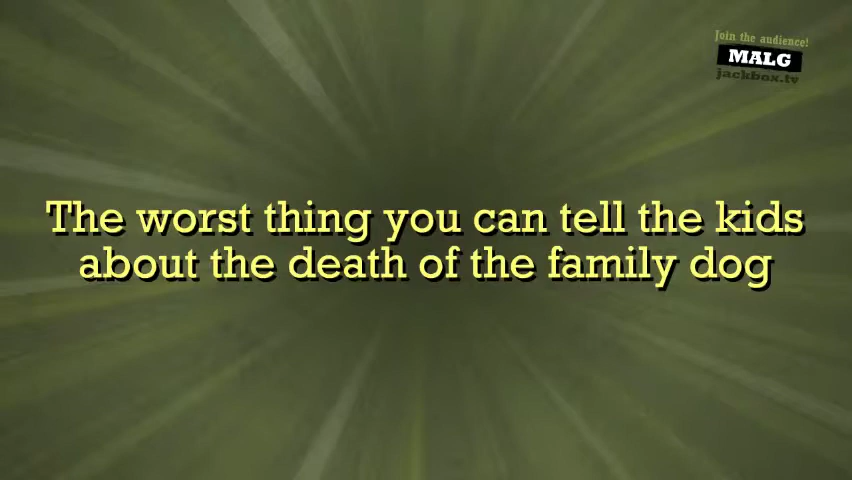 Join the audience!
MALG
jackbox.tv
The worst thing you can tell the kids
about the death of the family dog